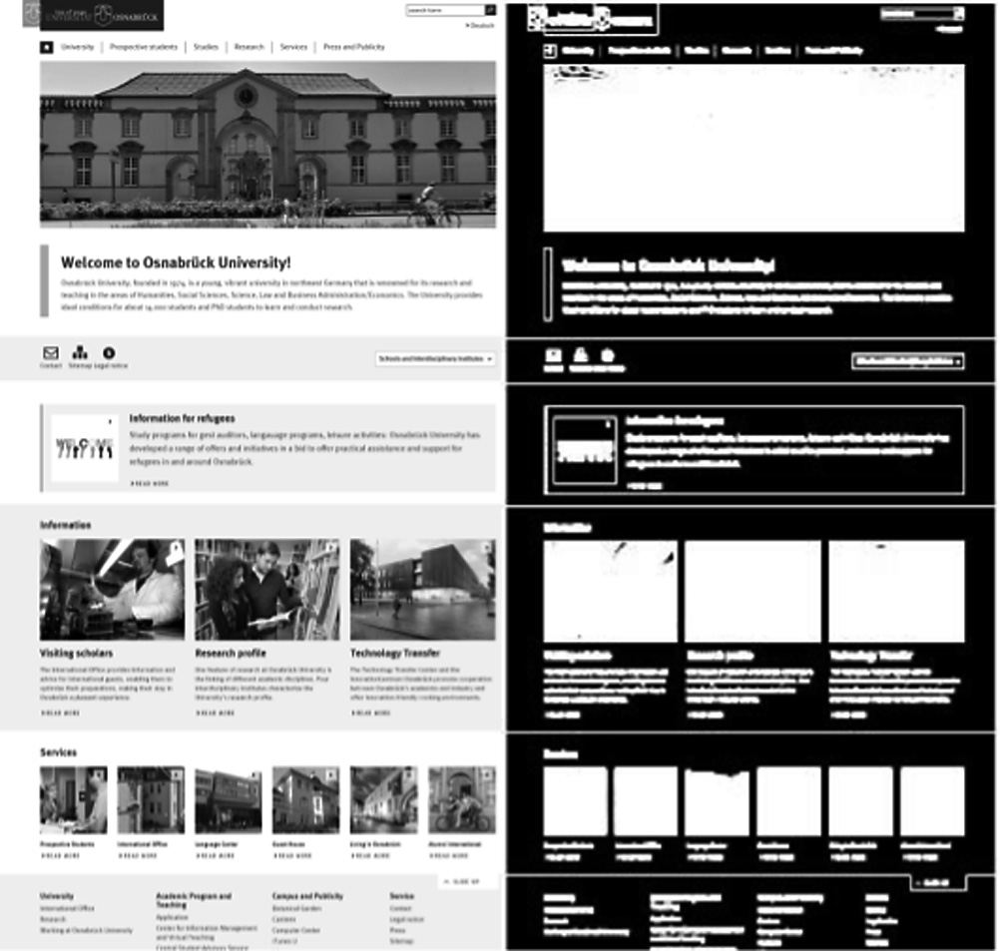 UNIVERSITÄT OSNABRÜCK
search term
Deutsch
University
Prospective students
Studies
Research
Services
Press and Publicity
Welcome to Osnabrück University!
Osnabrück University, founded in 1974, is a young, vibrant university in northwest Germany that is renowned for its research and
teaching in the areas of Humanities, Social Sciences, Science, Law and Business Administration/Economics. The University provides
ideal conditions for about 14,000 students and PhD students to learn and conduct research.
Contact
Sitemap
Legal notice
Schools and Interdisciplinary Institutes
WELCOME
Information for refugees
Study programs for gest auditors, langauage programs, leisure activities: Osnabrück University has
developed a range of offers and initiatives in a bid to offer practical assistance and support for
refugees in and around Osnabrück.
READ MORE
Information
Visiting scholars
The International Office provides information and
advice for international guests, enabling them to
optimise their preparations, making their stay in
Osnabrück a pleasant experience.
READ MORE
Research profile
One feature of research at Osnabrück University is
the linking of different academic disciplines. Four
interdisciplinary institutes characterise the
University's research profile.
READ MORE
Technology Transfer
The Technology Transfer Center and the
between Osnabrück's academics and industry and
offer innovation-friendly working environments.
READ MORE
Services
Prospective Students
READ MORE
International Office
READ MORE
Language Center
READ MORE
Guest House
READ MORE
Living in Osnabrück
READ MORE
Alumni International
READ MORE
SLIDE UP
University
International Office
Research
Working at Osnabrück University
Academic Program and
Teaching
Application
Center for Information Management
and Virtual Teaching
Central Student Advisory Service
Campus and Publicity
Botanical Garden
Canteens
Computer Center
iTunes U
Service
Contact
Legal notice
Press
Sitemap